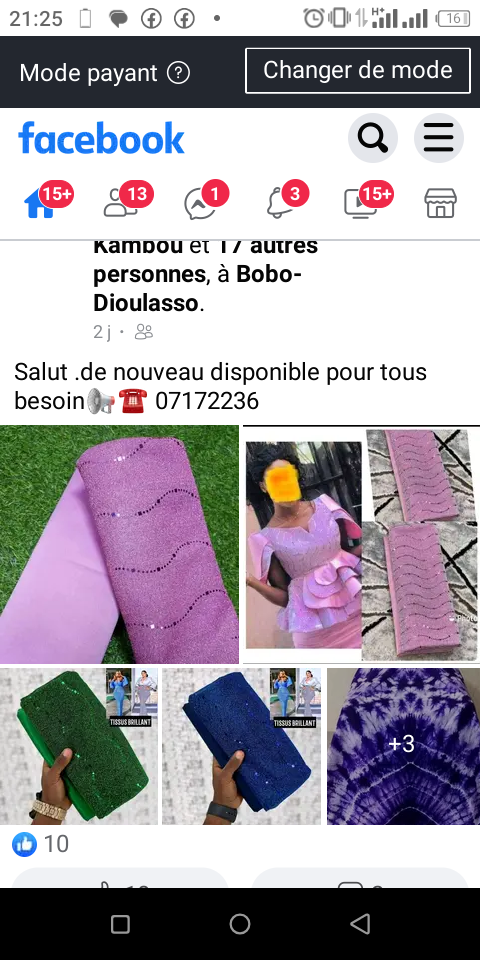 21:25
H+
16
Mode payant ?
Changer de mode
facebook
15+
13
1
3
15+
Kambou et 17 autres
personnes, à Bobo-
Dioulasso.
2 j ·
Salut .de nouveau disponible pour tous
besoin 07172236
TISSUS BRILLANT
TISSUS BRILLANT
+3
10